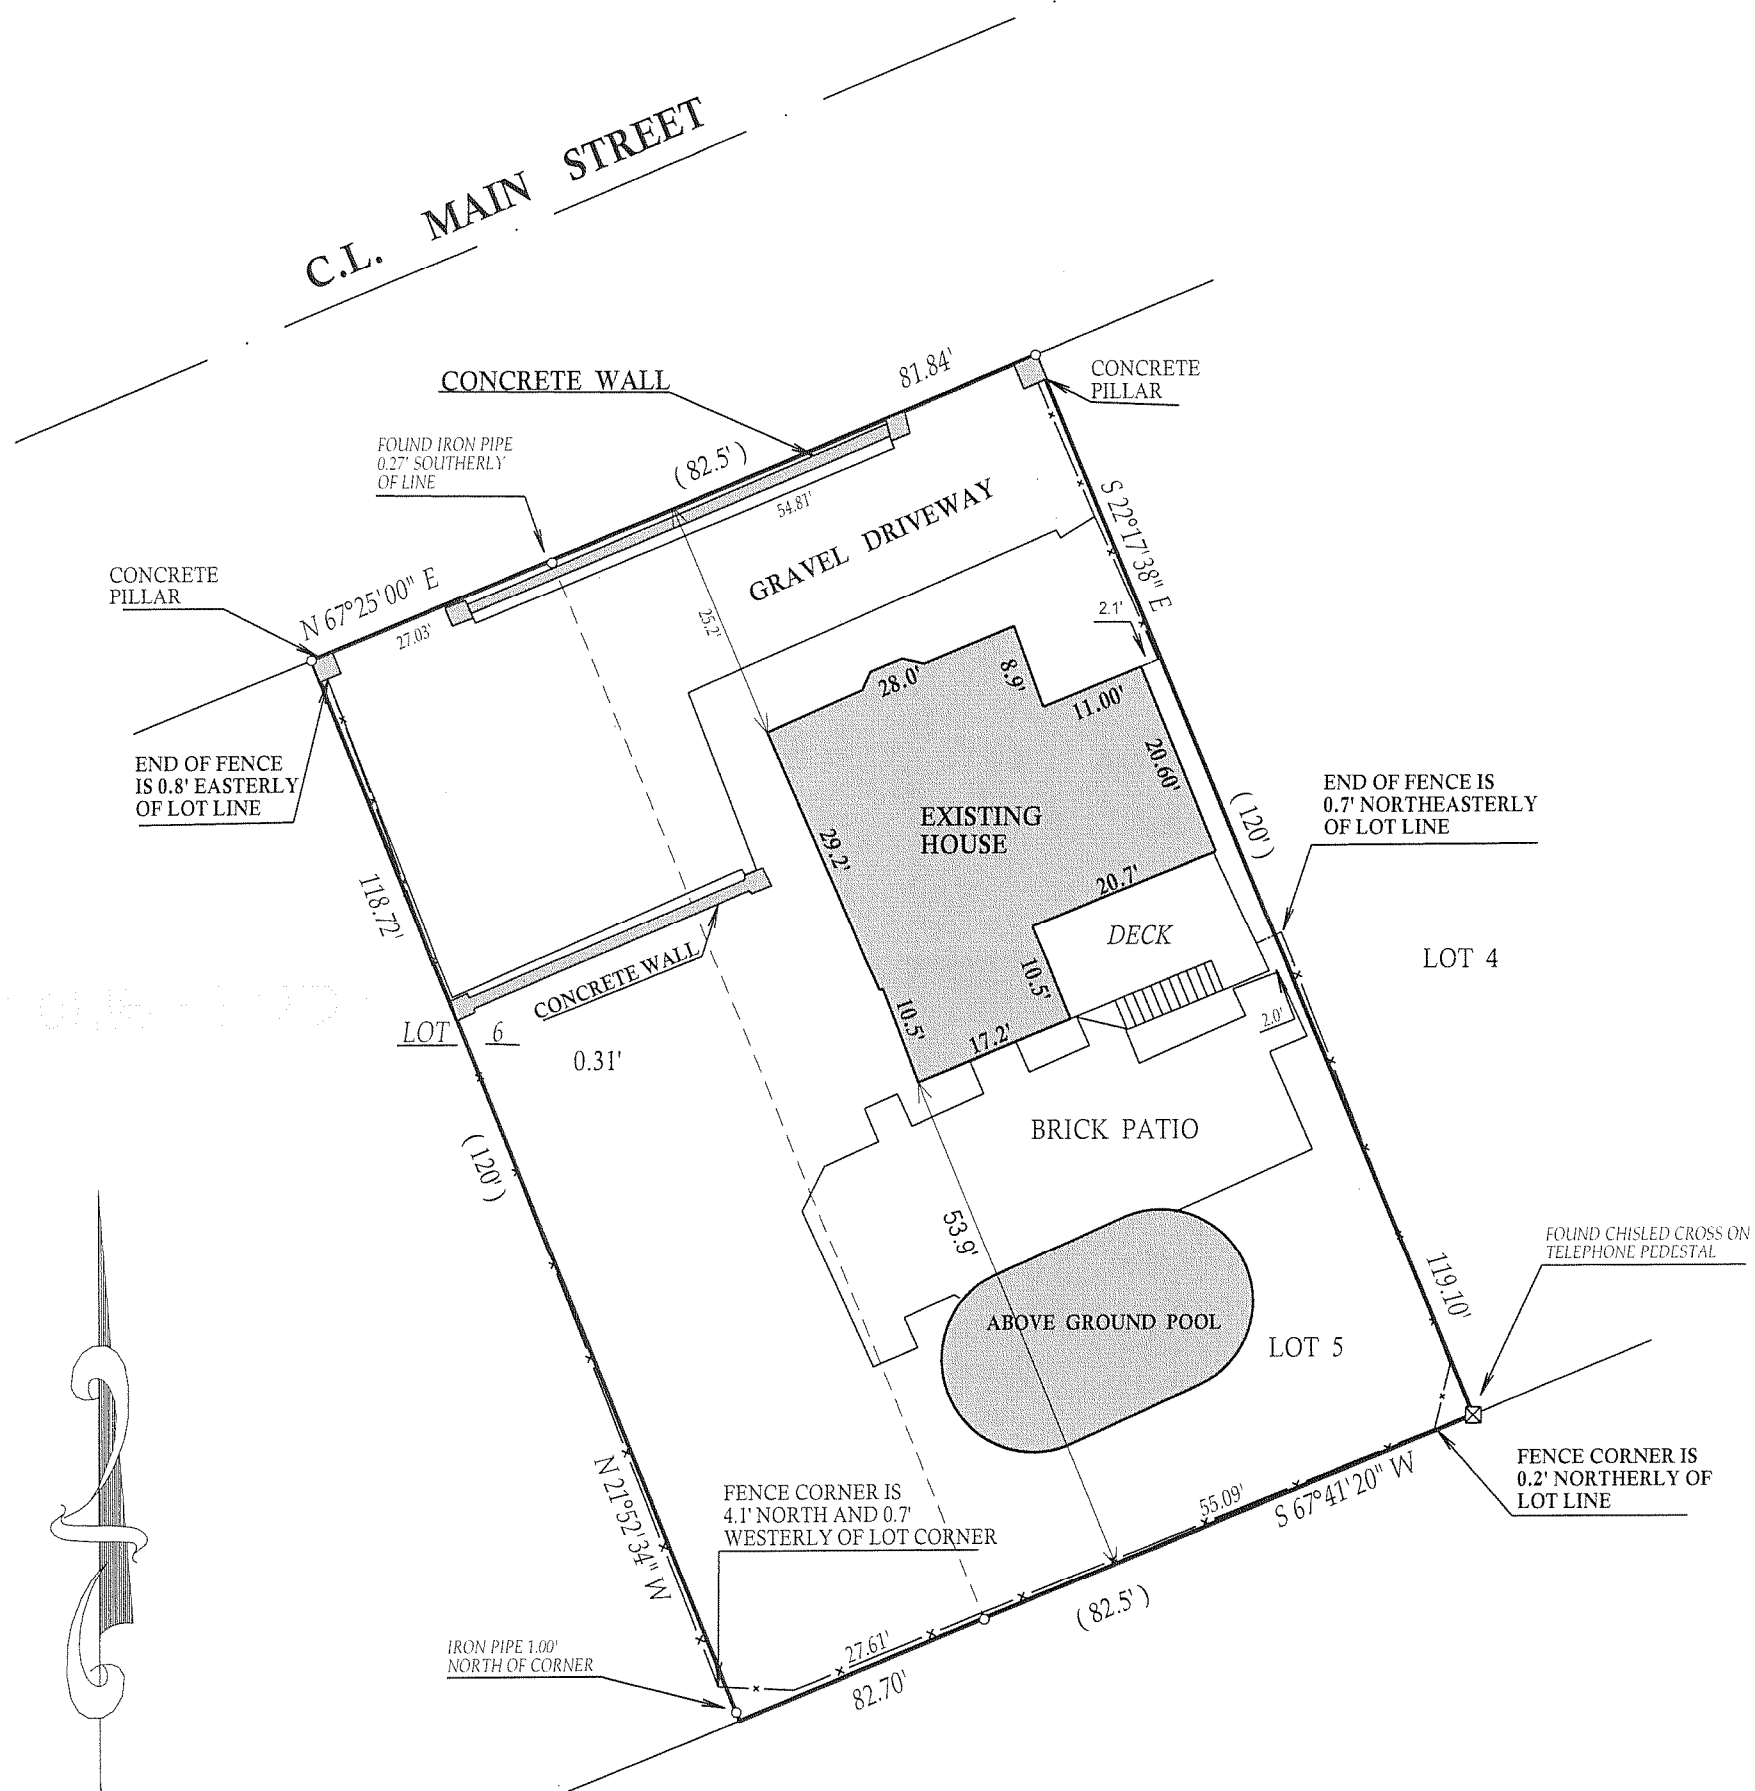 C.L. MAIN STREET
81.84'
CONCRETE WALL
CONCRETE
PILLAR
FOUND IRON PIPE
0.27' SOUTHERLY
OF LINE
( 82.5' )
54.81'
GRAVEL DRIVEWAY
S 22°17'38" E
CONCRETE
PILLAR
N 67°25'00" E
27.03'
25.2'
2.1'
28.0'
8.9'
11.00'
20.60'
END OF FENCE
IS 0.8' EASTERLY
OF LOT LINE
EXISTING
HOUSE
29.2'
( 120' )
END OF FENCE IS
0.7' NORTHEASTERLY
OF LOT LINE
118.72'
20.7'
DECK
LOT 4
CONCRETE WALL
10.5'
10.5'
17.2'
2.0'
LOT 6
0.31'
BRICK PATIO
( 120' )
53.9'
FOUND CHISLED CROSS ON
TELEPHONE PEDESTAL
119.10'
ABOVE GROUND POOL
LOT 5
N 21°52'34" W
FENCE CORNER IS
4.1' NORTH AND 0.7'
WESTERLY OF LOT CORNER
55.09'
S 67°41'20" W
FENCE CORNER IS
0.2' NORTHERLY OF
LOT LINE
( 82.5' )
IRON PIPE 1.00'
NORTH OF CORNER
27.61'
82.70'